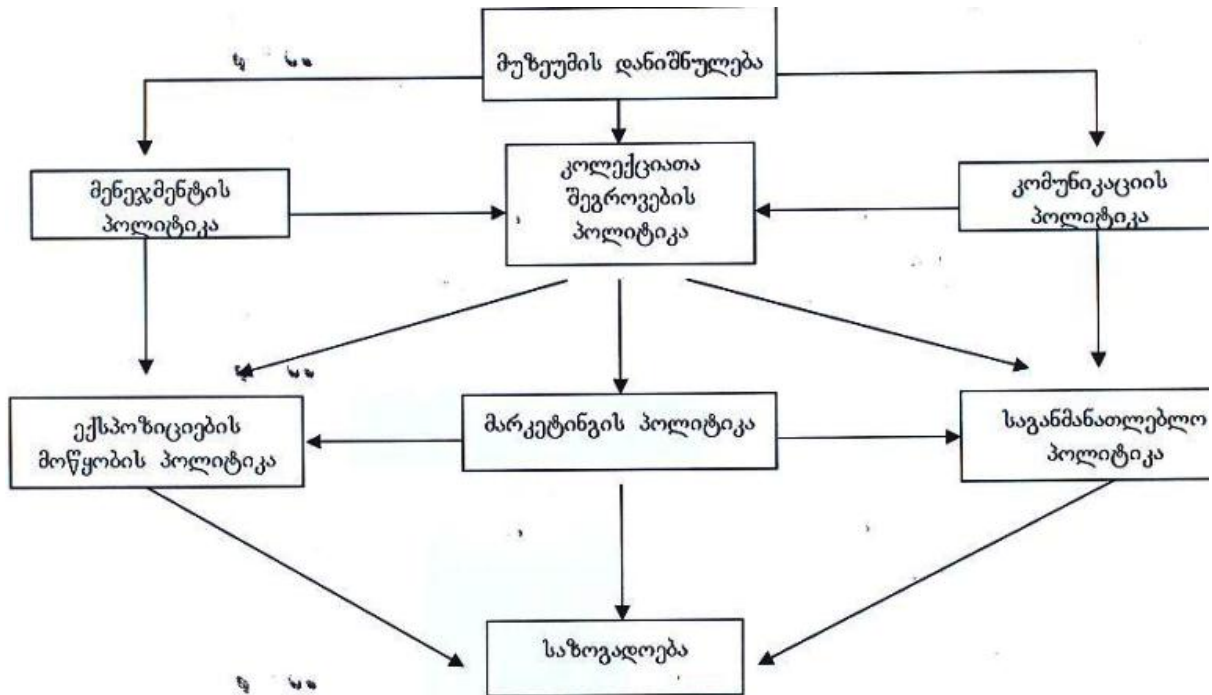 მუზეუმის დანიშნულება
მენეჯმენტის
პოლიტიკა
კოლექციათა
შეგროვების
პოლიტიკა
კომუნიკაციის
პოლიტიკა
ექსპოზიციების
მოწყობის პოლიტიკა
მარკეტინგის პოლიტიკა
საგანმანათლებლო
პოლიტიკა
საზოგადოება